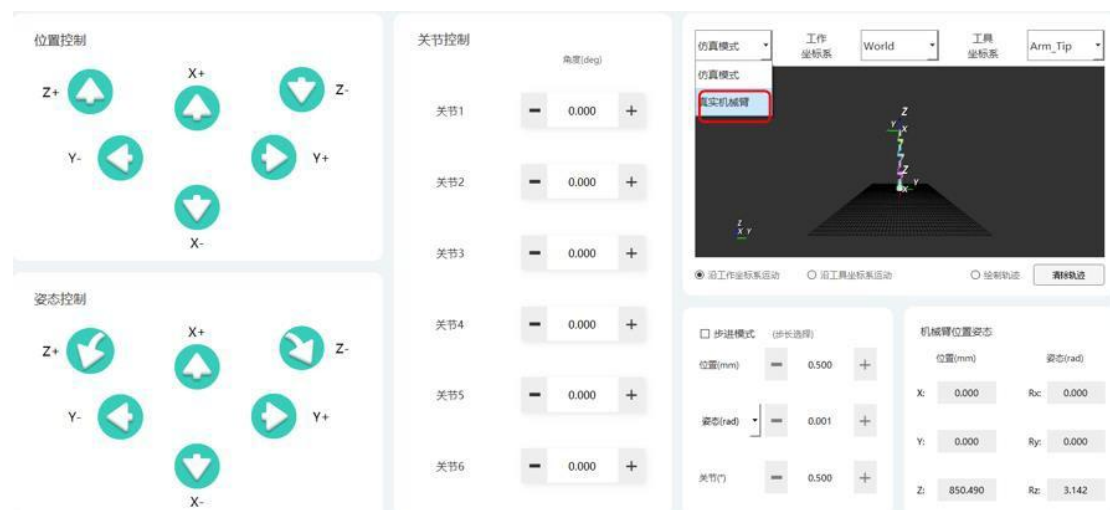 位置控制
X+
Z+
Z-
Y-
Y+
X-
姿态控制
X+
Z+
Z-
Y-
Y+
X-
关节控制
角度(deg)
关节1 0.000
关节2 0.000
关节3 0.000
关节4 0.000
关节5 0.000
关节6 0.000
仿真模式 工作坐标系 World 工具坐标系 Arm_Tip
仿真模式
真实机械臂
Z
Y X
Z
Y
X
Z
X Y
沿工作坐标系运动 沿工具坐标系运动 绘制轨迹 清除轨迹
步进模式 (步长选择)
位置(mm) 0.500
姿态(rad) 0.001
关节(°) 0.500
机械臂位置姿态
位置(mm) 姿态(rad)
X: 0.000 Rx: 0.000
Y: 0.000 Ry: 0.000
Z: 850.490 Rz: 3.142